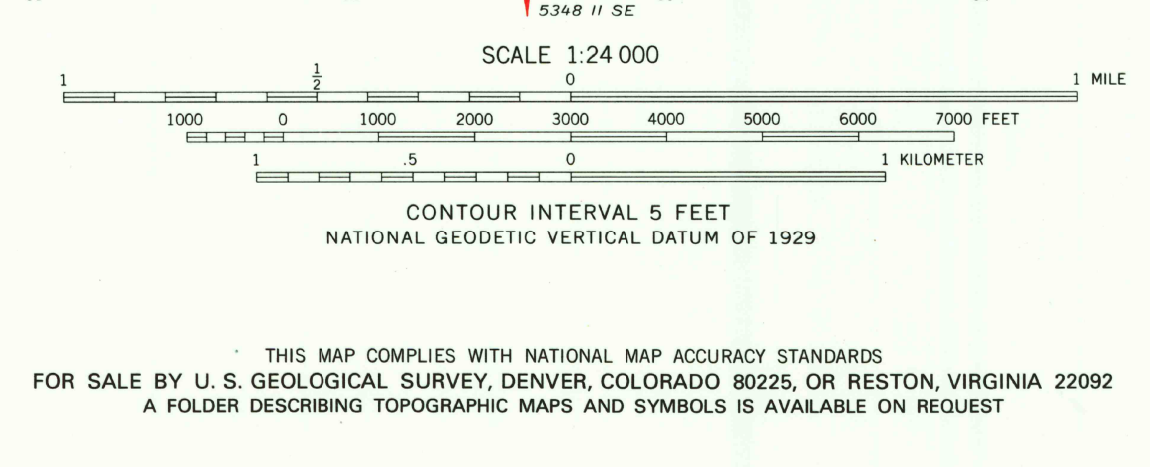 5348 II SE
SCALE 1:24 000
1 1/2 0 1 MILE
1000 0 1000 2000 3000 4000 5000 6000 7000 FEET
1 .5 0 1 KILOMETER
CONTOUR INTERVAL 5 FEET
NATIONAL GEODETIC VERTICAL DATUM OF 1929
THIS MAP COMPLIES WITH NATIONAL MAP ACCURACY STANDARDS
FOR SALE BY U. S. GEOLOGICAL SURVEY, DENVER, COLORADO 80225, OR RESTON, VIRGINIA 22092
A FOLDER DESCRIBING TOPOGRAPHIC MAPS AND SYMBOLS IS AVAILABLE ON REQUEST